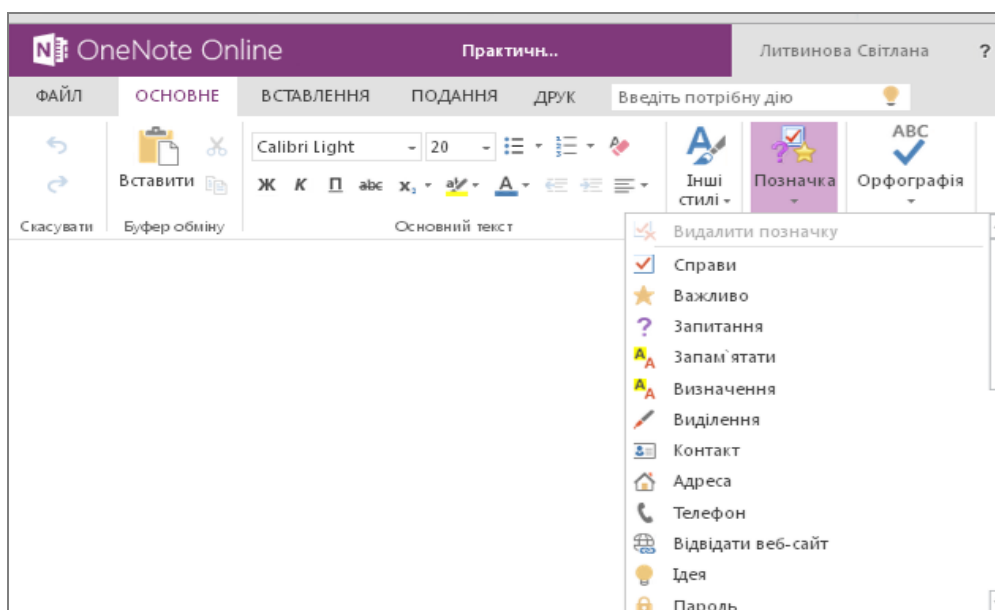 OneNote Online Практичн... Литвинова Світлана ?
ФАЙЛ ОСНОВНЕ ВСТАВЛЕННЯ ПОДАННЯ ДРУК Введіть потрібну дію
Calibri Light 20 ABC
Вставити Ж К П abc x, А Інші стилі Позначка Орфографія
Скасувати Буфер обміну Основний текст
Видалити позначку
Справи
Важливо
Запитання
Запам`ятати
Визначення
Виділення
Контакт
Адреса
Телефон
Відвідати веб-сайт
Ідея
Пароль